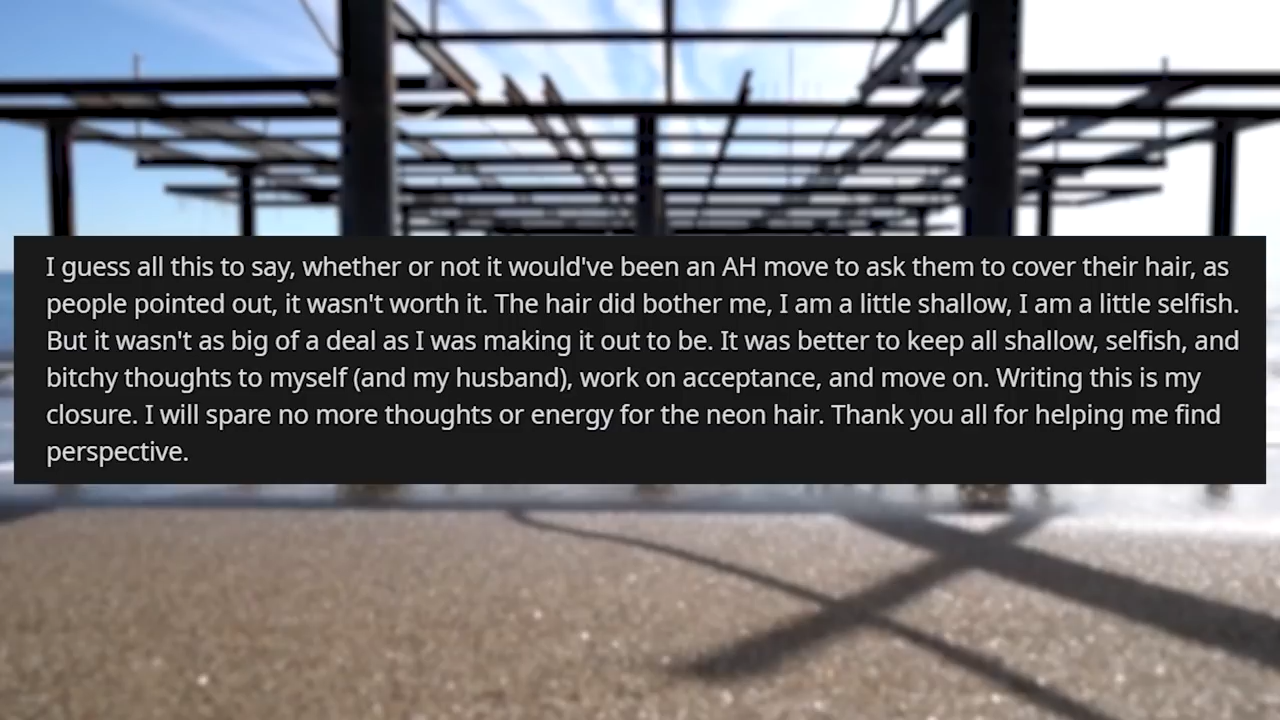 I guess all this to say, whether or not it would've been an AH move to ask them to cover their hair, as
people pointed out, it wasn't worth it. The hair did bother me, I am a little shallow, I am a little selfish.
But it wasn't as big of a deal as I was making it out to be. It was better to keep all shallow, selfish, and
bitchy thoughts to myself (and my husband), work on acceptance, and move on. Writing this is my
closure. I will spare no more thoughts or energy for the neon hair. Thank you all for helping me find
perspective.